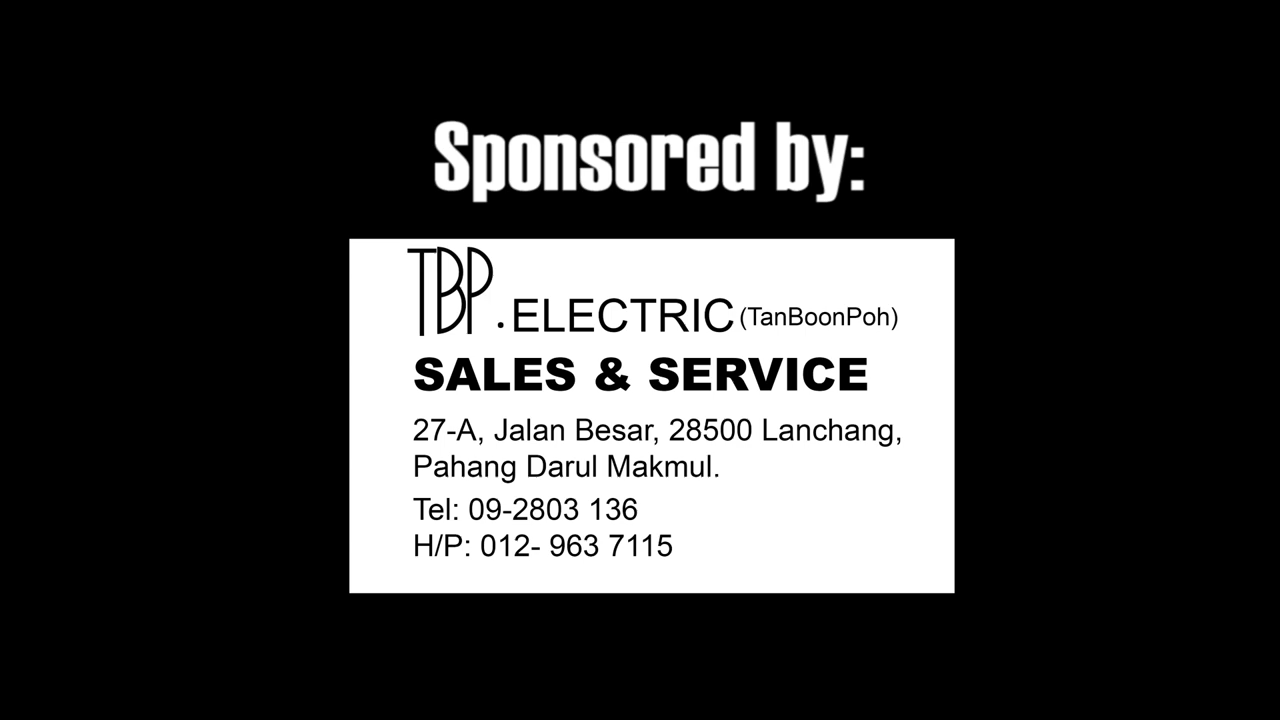 Sponsored by:
TBP.ELECTRIC (TanBoonPoh)
SALES & SERVICE
27-A, Jalan Besar, 28500 Lanchang,
Pahang Darul Makmul.
Tel: 09-2803 136
H/P: 012- 963 7115